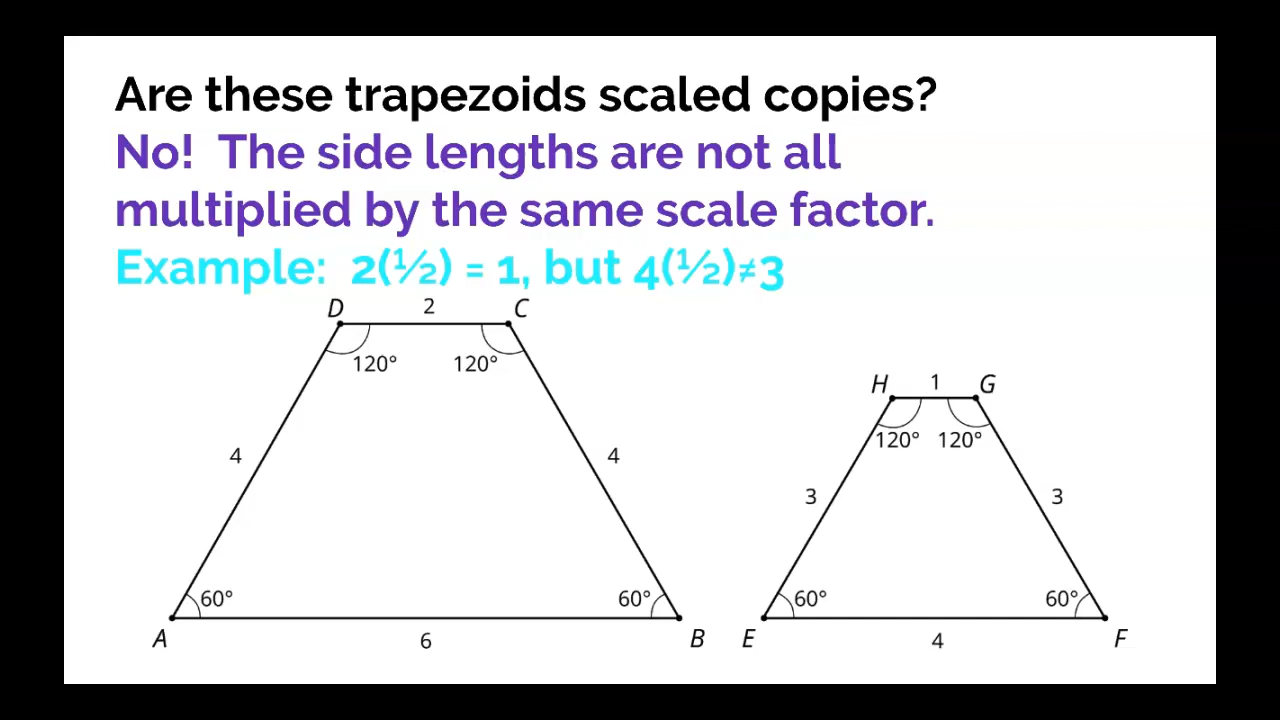 Are these trapezoids scaled copies?
No! The side lengths are not all
multiplied by the same scale factor.
Example: 2(½) = 1, but 4(½)≠3
D 2 C
120° 120°
4 4
60° 60°
A 6 B
H 1 G
120° 120°
3 3
60° 60°
E 4 F